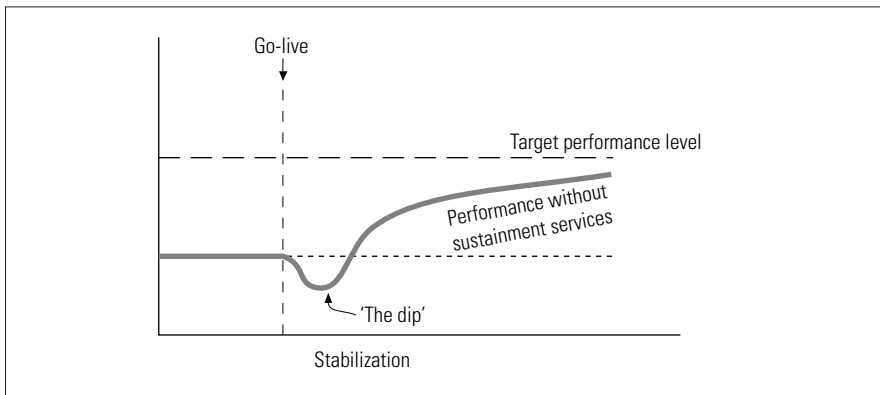 Go-live
Target performance level
Performance without
sustainment services
'The dip'
Stabilization